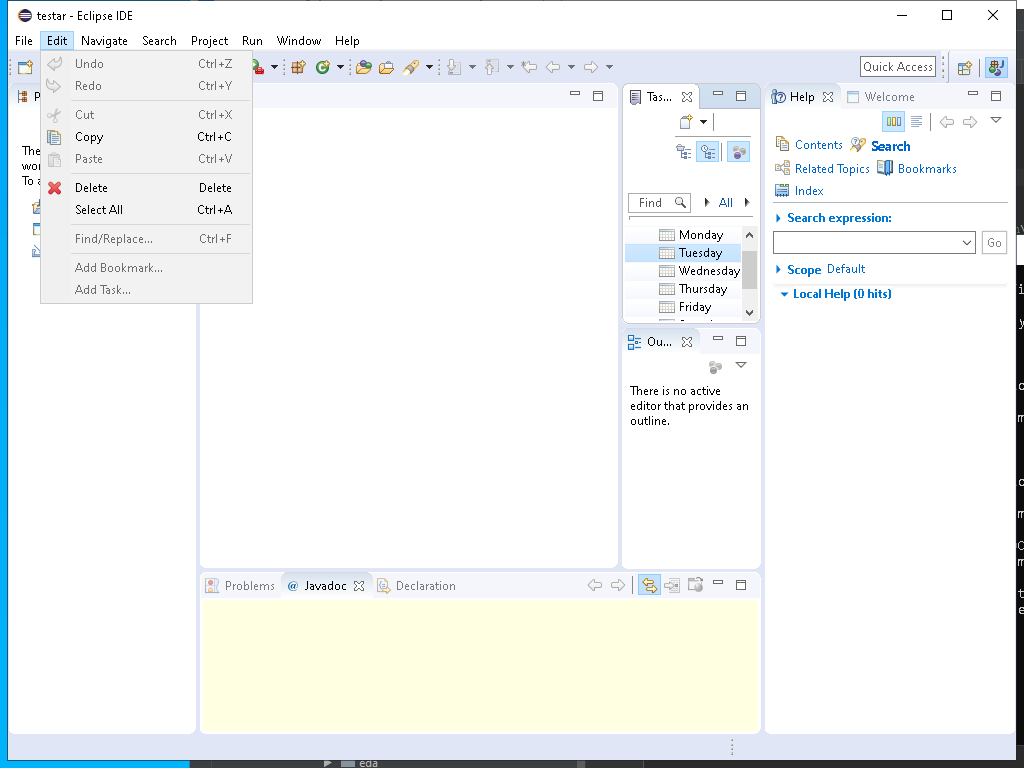 testar - Eclipse IDE
File Edit Navigate Search Project Run Window Help
Undo Ctrl+Z
Redo Ctrl+Y
Cut Ctrl+X
Copy Ctrl+C
Paste Ctrl+V
Delete Delete
Select All Ctrl+A
Find/Replace... Ctrl+F
Add Bookmark...
Add Task...
Quick Access
Tas...
Find All
Monday
Tuesday
Wednesday
Thursday
Friday
Ou...
There is no active
editor that provides an
outline.
Help Welcome
Contents Search
Related Topics Bookmarks
Index
Search expression:
Go
Scope Default
Local Help (0 hits)
Problems @ Javadoc Declaration
eda